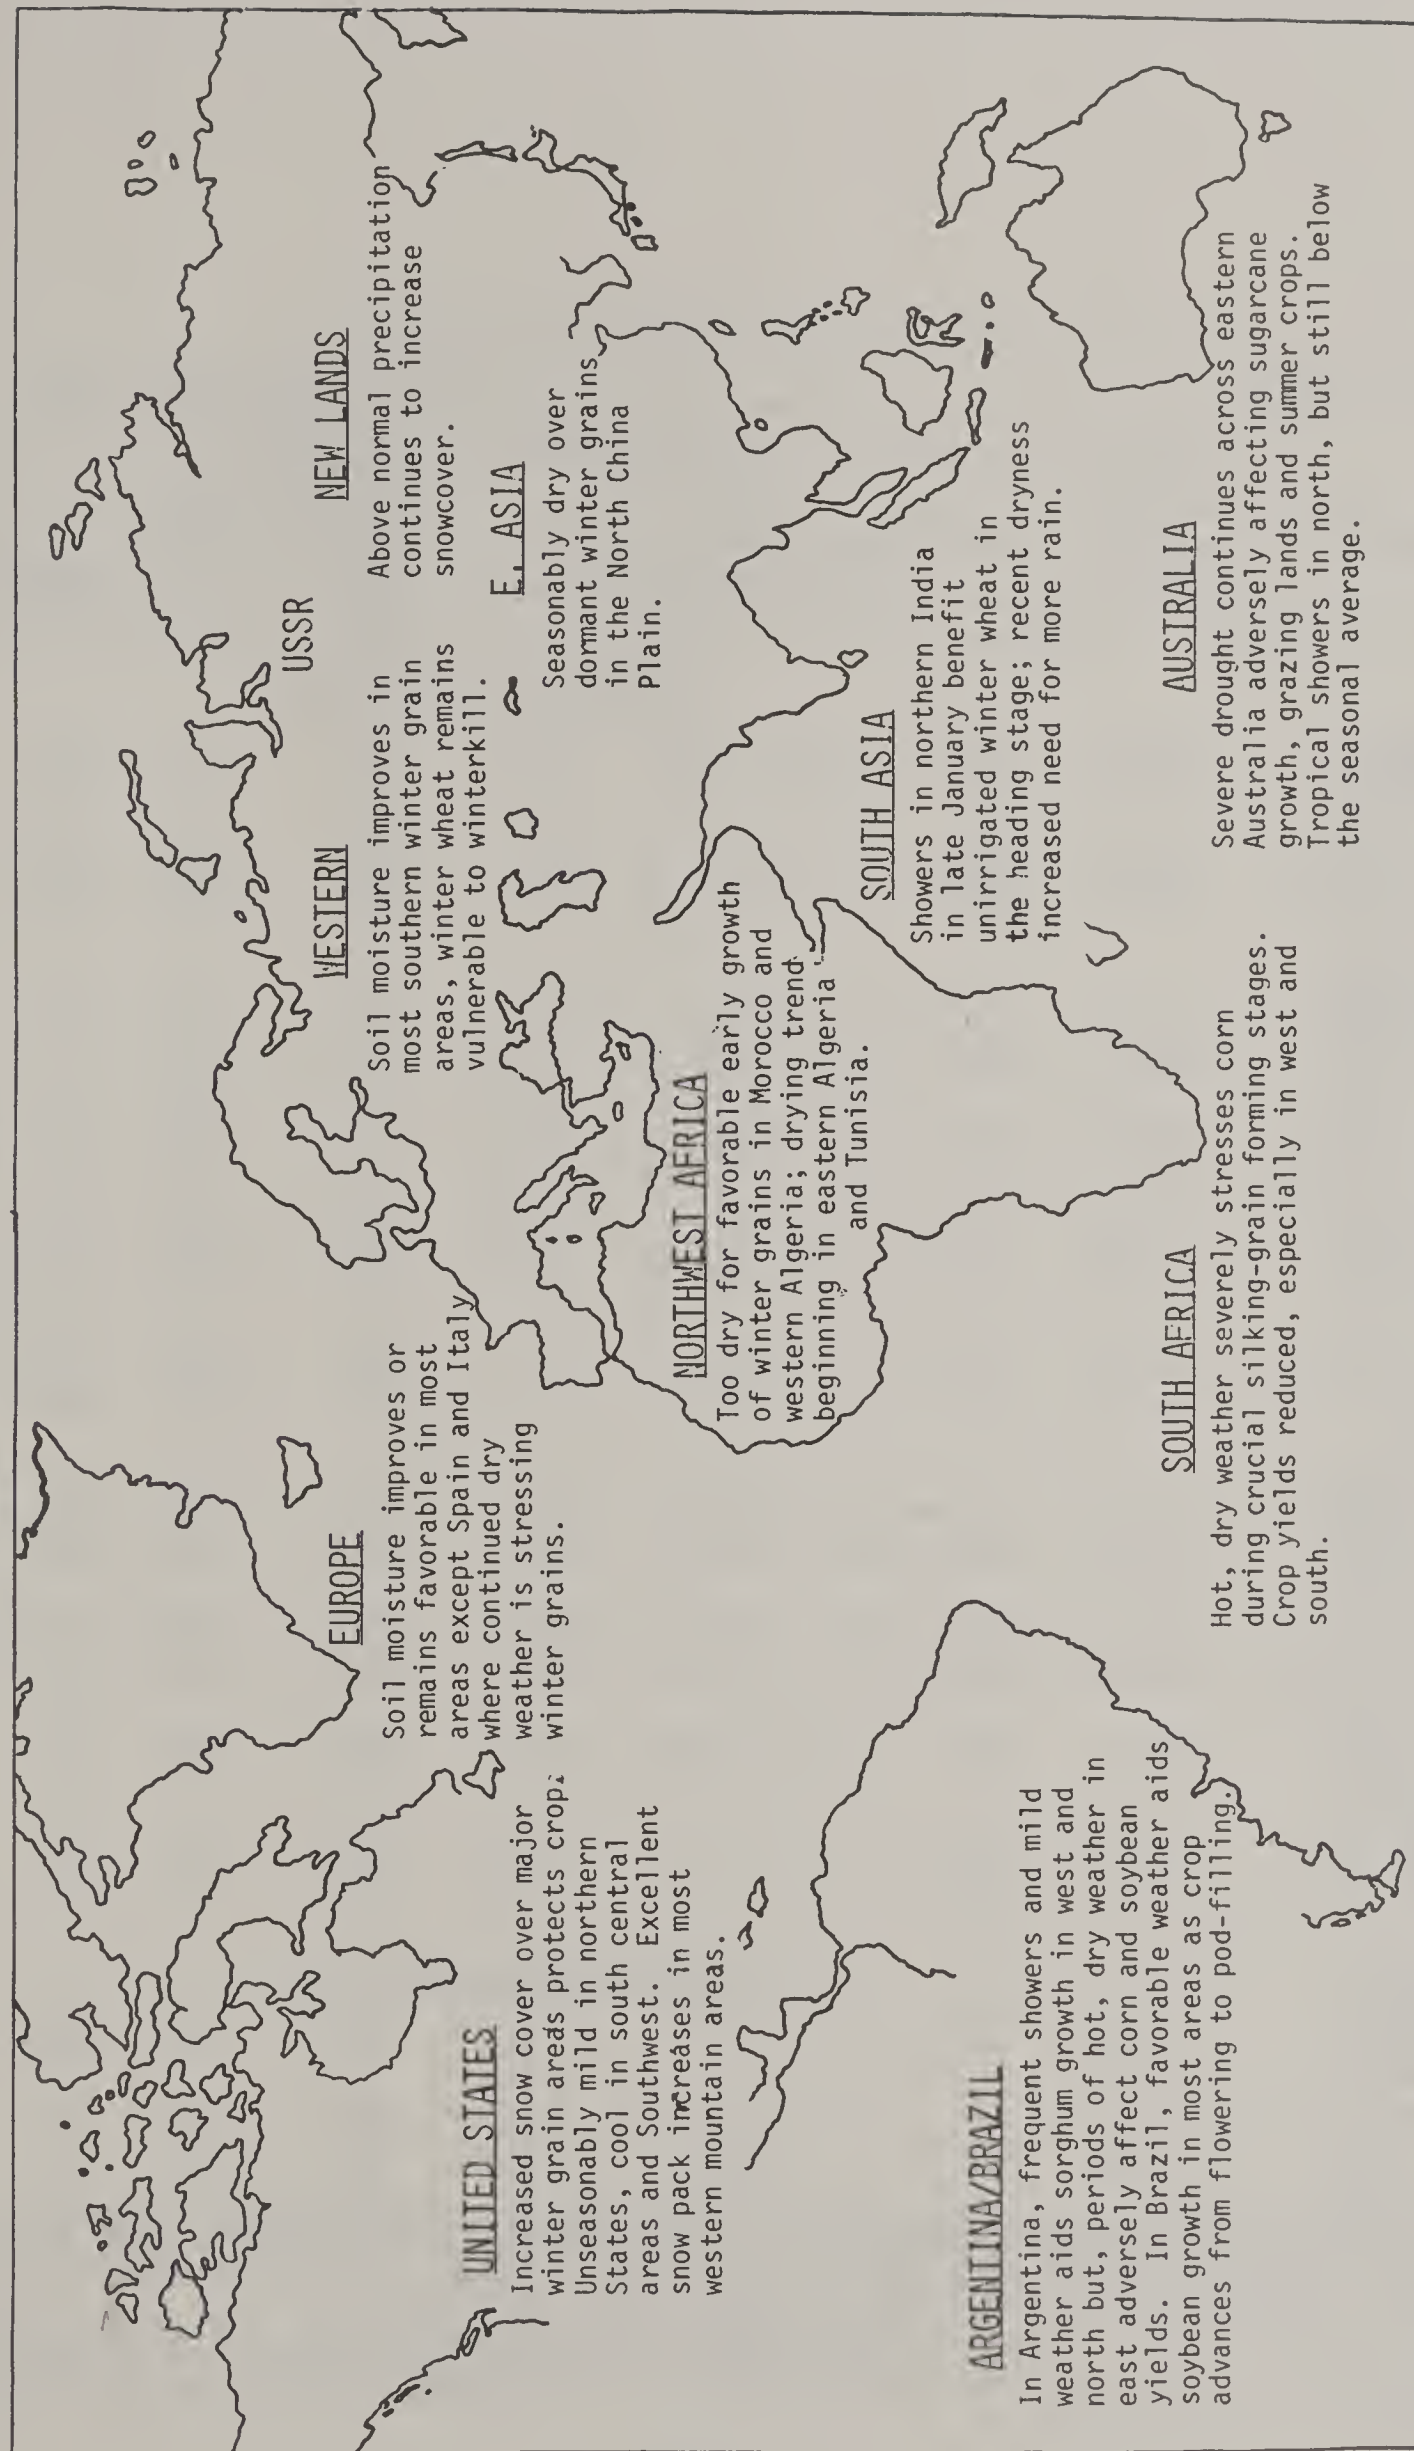 UNITED STATES
Increased snow cover over major
winter grain areas protects crop.
Unseasonably mild in northern
States, cool in south central
areas and Southwest.  Excellent
snow pack increases in most
western mountain areas.
EUROPE
Soil moisture improves or
remains favorable in most
areas except Spain and Italy
where continued dry
weather is stressing
winter grains.
USSR
WESTERN
Soil moisture improves in
most southern winter grain
areas, winter wheat remains
vulnerable to winterkill.
NEW LANDS
Above normal precipitation
continues to increase
snowcover.
E. ASIA
Seasonably dry over
dormant winter grains
in the North China
Plain.
NORTHWEST AFRICA
Too dry for favorable early growth
of winter grains in Morocco and
western Algeria; drying trend
beginning in eastern Algeria
and Tunisia.
SOUTH ASIA
Showers in northern India
in late January benefit
unirrigated winter wheat in
the heading stage; recent dryness
increased need for more rain.
ARGENTINA/BRAZIL
In Argentina, frequent showers and mild
weather aids sorghum growth in west and
north but, periods of hot, dry weather in
east adversely affect corn and soybean
yields.  In Brazil, favorable weather aids
soybean growth in most areas as crop
advances from flowering to pod-filling.
SOUTH AFRICA
Hot, dry weather severely stresses corn
during crucial silking-grain forming stages.
Crop yields reduced, especially in west and
south.
AUSTRALIA
Severe drought continues across eastern
Australia adversely affecting sugarcane
growth, grazing lands and summer crops.
Tropical showers in north, but still below
the seasonal average.